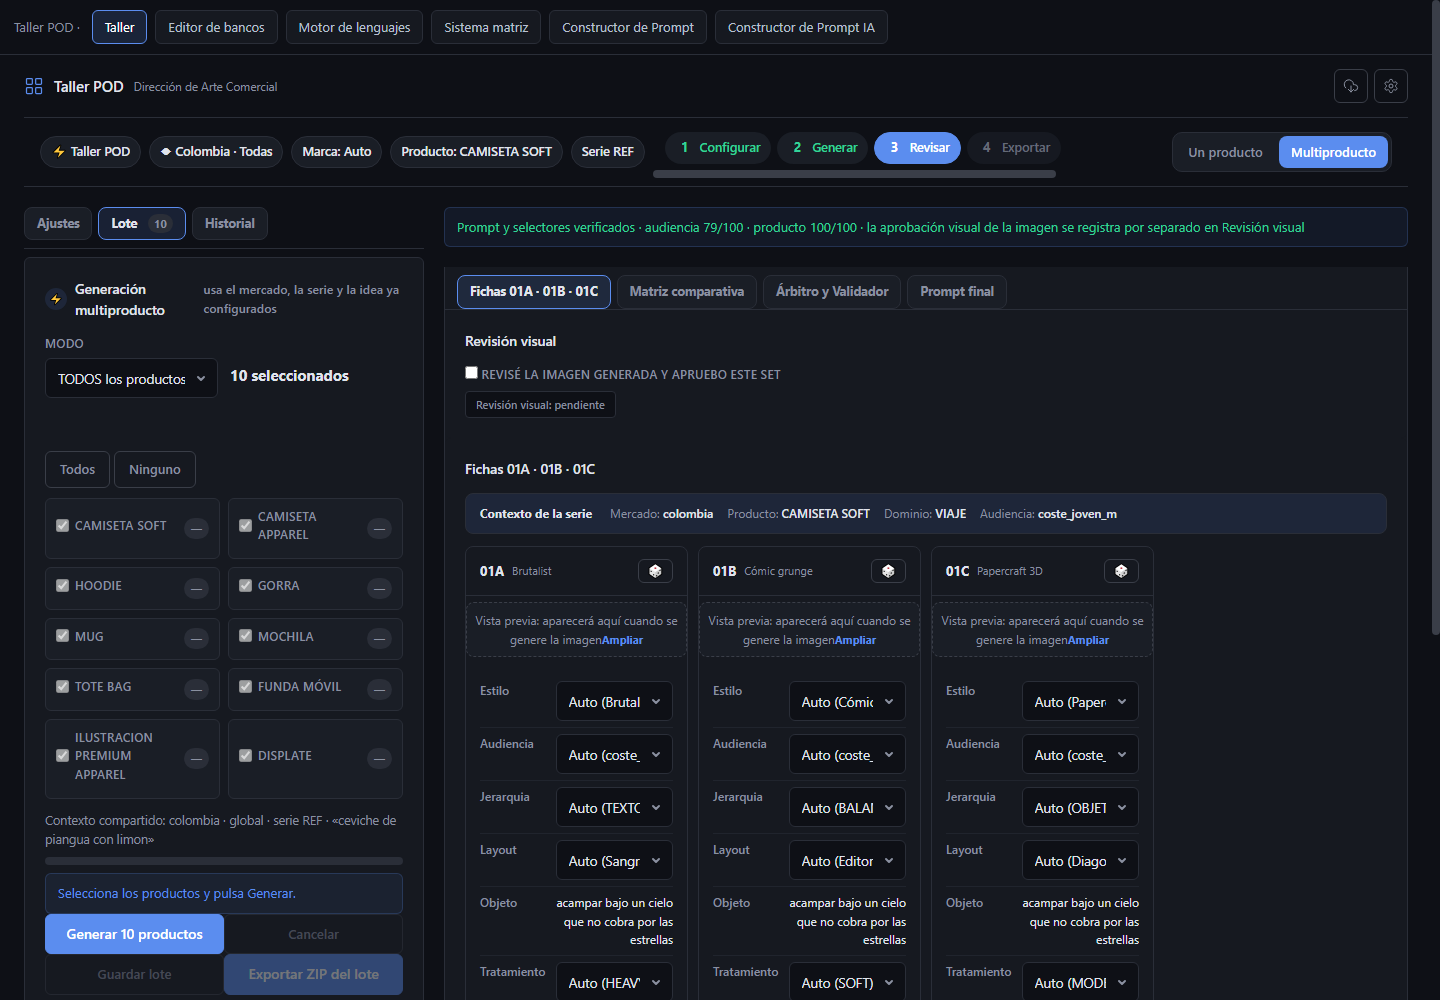 Taller POD ·
Taller
Editor de bancos
Motor de lenguajes
Sistema matriz
Constructor de Prompt
Constructor de Prompt IA
Taller POD
Dirección de Arte Comercial
Taller POD
Colombia · Todas
Marca: Auto
Producto: CAMISETA SOFT
Serie REF
1 Configurar
2 Generar
3 Revisar
4 Exportar
Un producto
Multiproducto
Ajustes
Lote 10
Historial
Generación
multiproducto
usa el mercado, la serie y la idea ya
configurados
MODO
TODOS los productos
10 seleccionados
Todos
Ninguno
CAMISETA SOFT —
CAMISETA
APPAREL —
HOODIE —
GORRA —
MUG —
MOCHILA —
TOTE BAG —
FUNDA MÓVIL —
ILUSTRACION
PREMIUM
APPAREL —
DISPLATE —
Contexto compartido: colombia · global · serie REF · «ceviche de
piangua con limon»
Selecciona los productos y pulsa Generar.
Generar 10 productos
Cancelar
Guardar lote
Exportar ZIP del lote
Prompt y selectores verificados · audiencia 79/100 · producto 100/100 · la aprobación visual de la imagen se registra por separado en Revisión visual
Fichas 01A · 01B · 01C
Matriz comparativa
Árbitro y Validador
Prompt final
Revisión visual
REVISÉ LA IMAGEN GENERADA Y APRUEBO ESTE SET
Revisión visual: pendiente
Fichas 01A · 01B · 01C
Contexto de la serie Mercado: colombia Producto: CAMISETA SOFT Dominio: VIAJE Audiencia: coste_joven_m
01A Brutalist
Vista previa: aparecerá aquí cuando se
genere la imagenAmpliar
Estilo Auto (Brutal
Audiencia Auto (coste_
Jerarquia Auto (TEXTC
Layout Auto (Sangr
Objeto acampar bajo un cielo
que no cobra por las
estrellas
Tratamiento Auto (HEAV
01B Cómic grunge
Vista previa: aparecerá aquí cuando se
genere la imagenAmpliar
Estilo Auto (Cómic
Audiencia Auto (coste_
Jerarquia Auto (BALAI
Layout Auto (Editor
Objeto acampar bajo un cielo
que no cobra por las
estrellas
Tratamiento Auto (SOFT)
01C Papercraft 3D
Vista previa: aparecerá aquí cuando se
genere la imagenAmpliar
Estilo Auto (Paper
Audiencia Auto (coste_
Jerarquia Auto (OBJET
Layout Auto (Diago
Objeto acampar bajo un cielo
que no cobra por las
estrellas
Tratamiento Auto (MODI